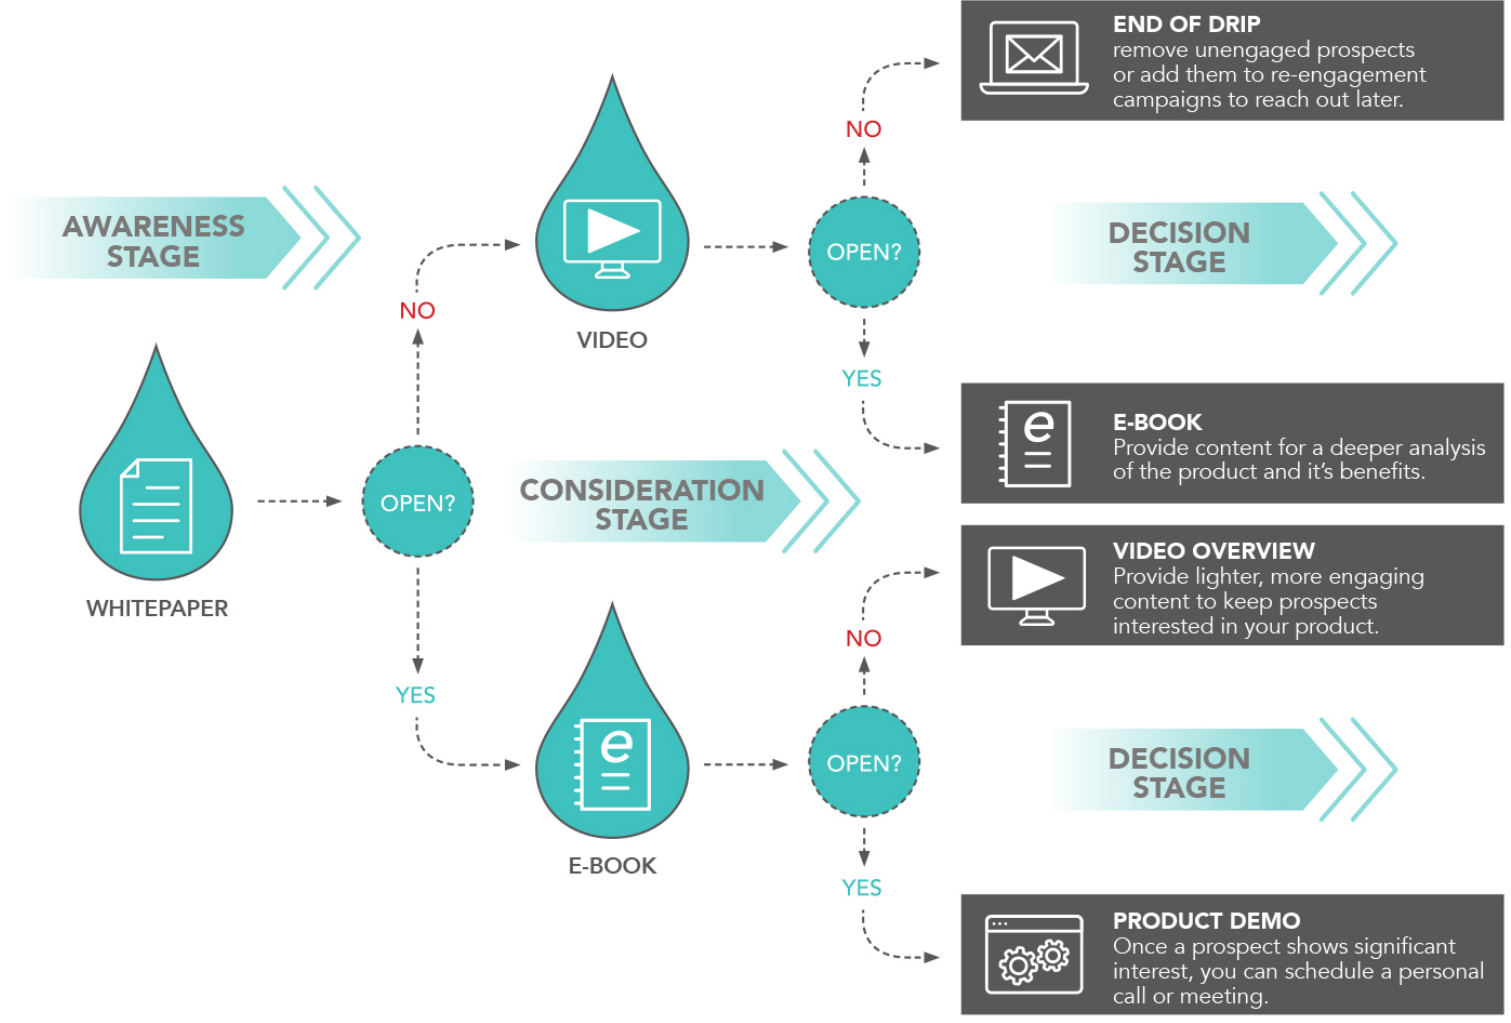 AWARENESS
STAGE
WHITEPAPER
OPEN?
NO
YES
VIDEO
CONSIDERATION
STAGE
e
E-BOOK
OPEN?
NO
YES
OPEN?
NO
YES
END OF DRIP
remove unengaged prospects
or add them to re-engagement
campaigns to reach out later.
DECISION
STAGE
e
E-BOOK
Provide content for a deeper analysis
of the product and it's benefits.
VIDEO OVERVIEW
Provide lighter, more engaging
content to keep prospects
interested in your product.
DECISION
STAGE
PRODUCT DEMO
Once a prospect shows significant
interest, you can schedule a personal
call or meeting.